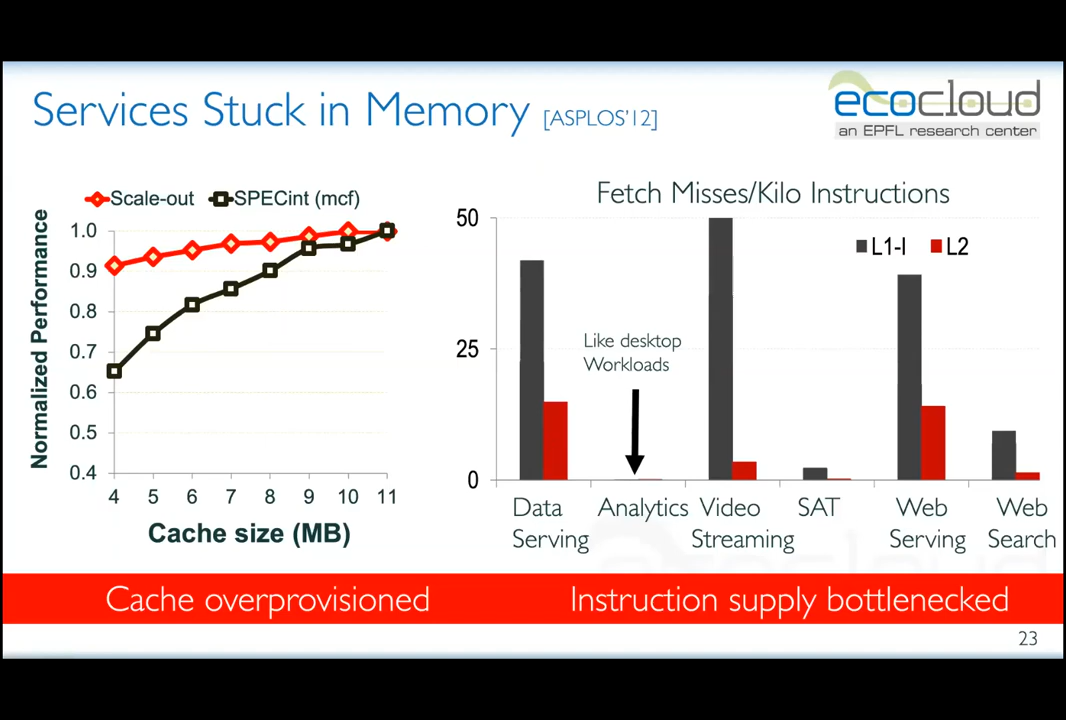 Services Stuck in Memory [ASPLOS'12]
ecocloud
an EPFL research center
Scale-out SPECint (mcf)
Normalized Performance
1.0
0.9
0.8
0.7
0.6
0.5
0.4
4 5 6 7 8 9 10 11
Cache size (MB)
Fetch Misses/Kilo Instructions
L1-I L2
50
25
0
Like desktop
Workloads
Data Serving
Analytics
Video Streaming
SAT
Web Serving
Web Search
Cache overprovisioned
Instruction supply bottlenecked
23